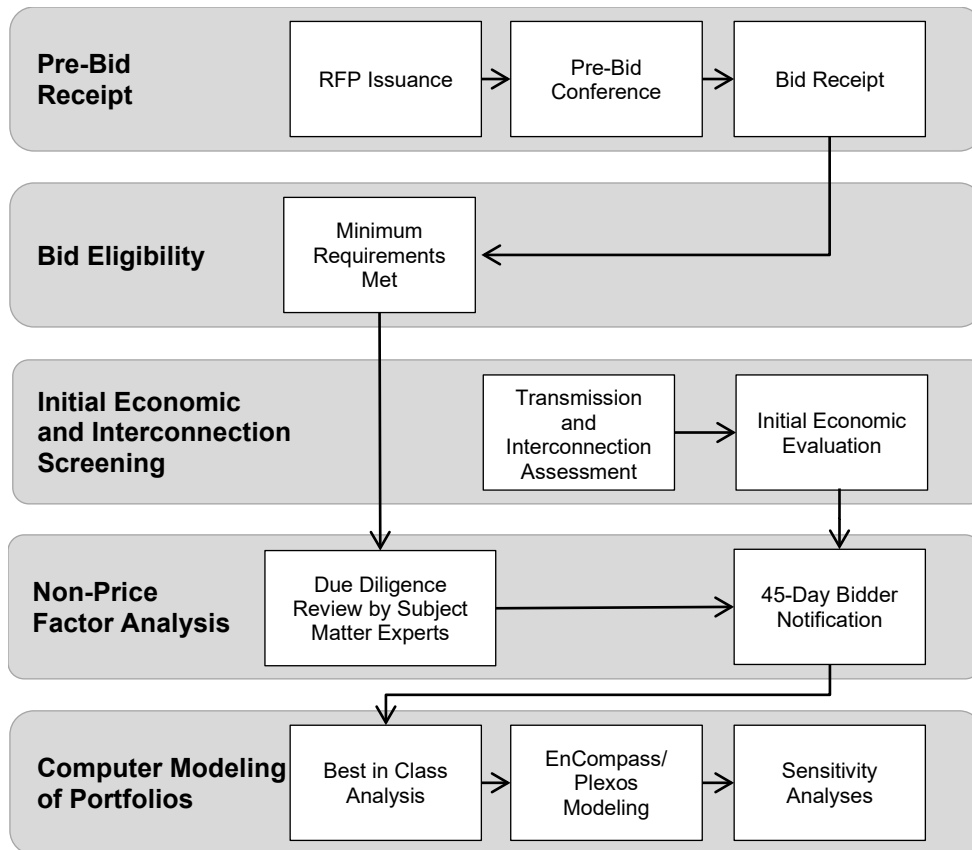 Pre-Bid
Receipt
RFP Issuance
Pre-Bid
Conference
Bid Receipt
Bid Eligibility
Minimum
Requirements
Met
Initial Economic
and Interconnection
Screening
Transmission
and
Interconnection
Assessment
Initial Economic
Evaluation
Non-Price
Factor Analysis
Due Diligence
Review by Subject
Matter Experts
45-Day Bidder
Notification
Computer Modeling
of Portfolios
Best in Class
Analysis
EnCompass/
Plexos
Modeling
Sensitivity
Analyses